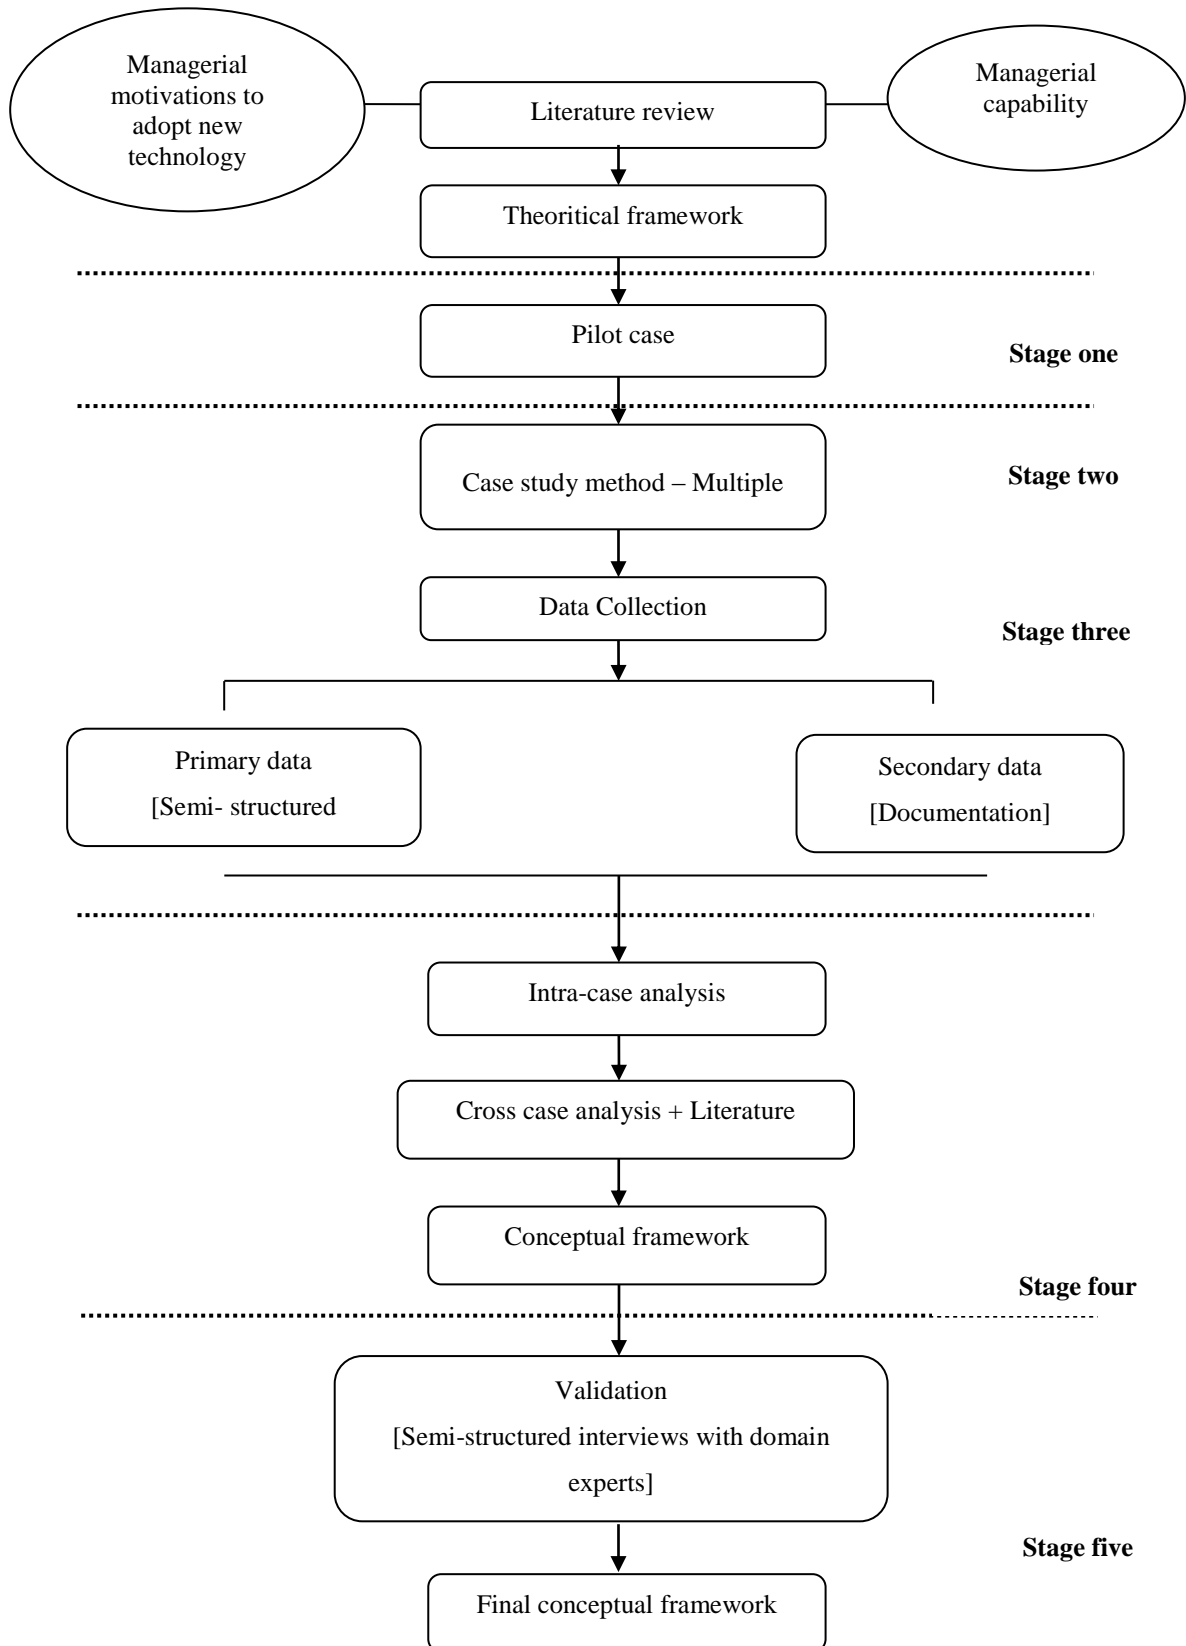 Managerial
motivations to
adopt new
technology
Literature review
Managerial
capability
Theoritical framework
Pilot case
Stage one
Case study method – Multiple
Stage two
Data Collection
Stage three
Primary data
[Semi- structured
Secondary data
[Documentation]
Intra-case analysis
Cross case analysis + Literature
Conceptual framework
Stage four
Validation
[Semi-structured interviews with domain
experts]
Stage five
Final conceptual framework